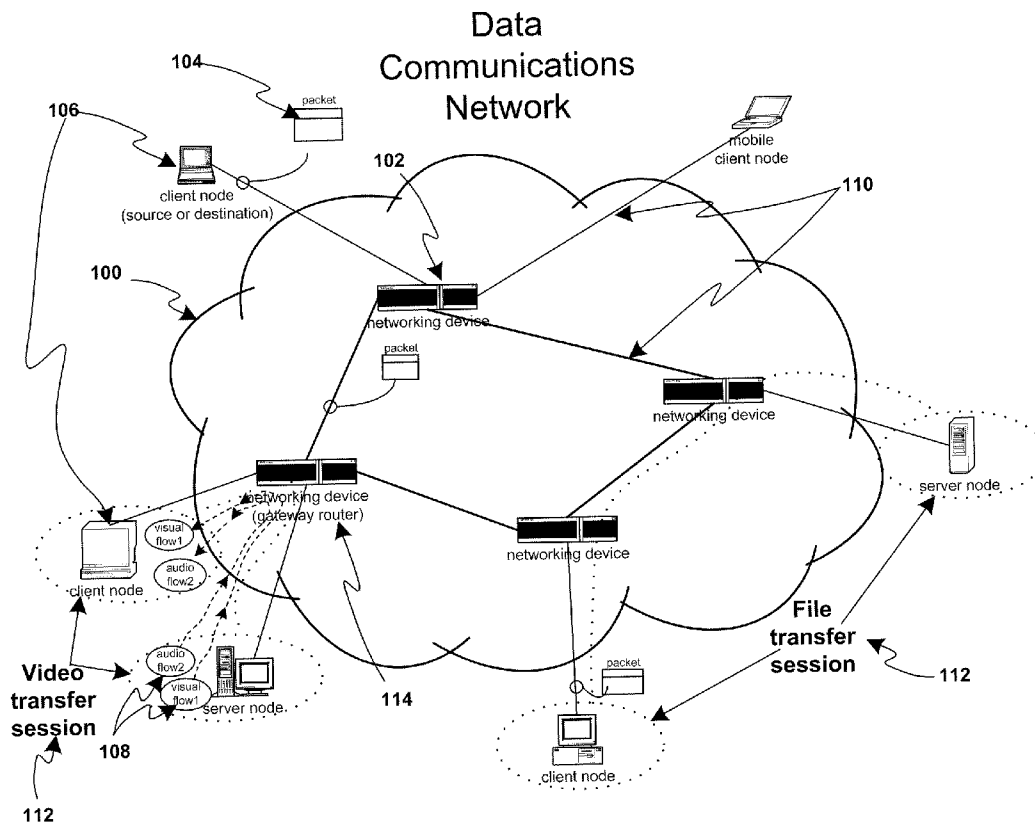 Data
Communications
Network
104
packet
106
102
mobile
client node
client node
(source or destination)
110
100
networking device
packet
networking device
networking device
(gateway router)
server node
visual
flow1
networking device
audio
flow2
client node
File
transfer
session
audio
flow2
Video
transfer
session
visual
flow1
server node
packet
112
114
108
client node
112